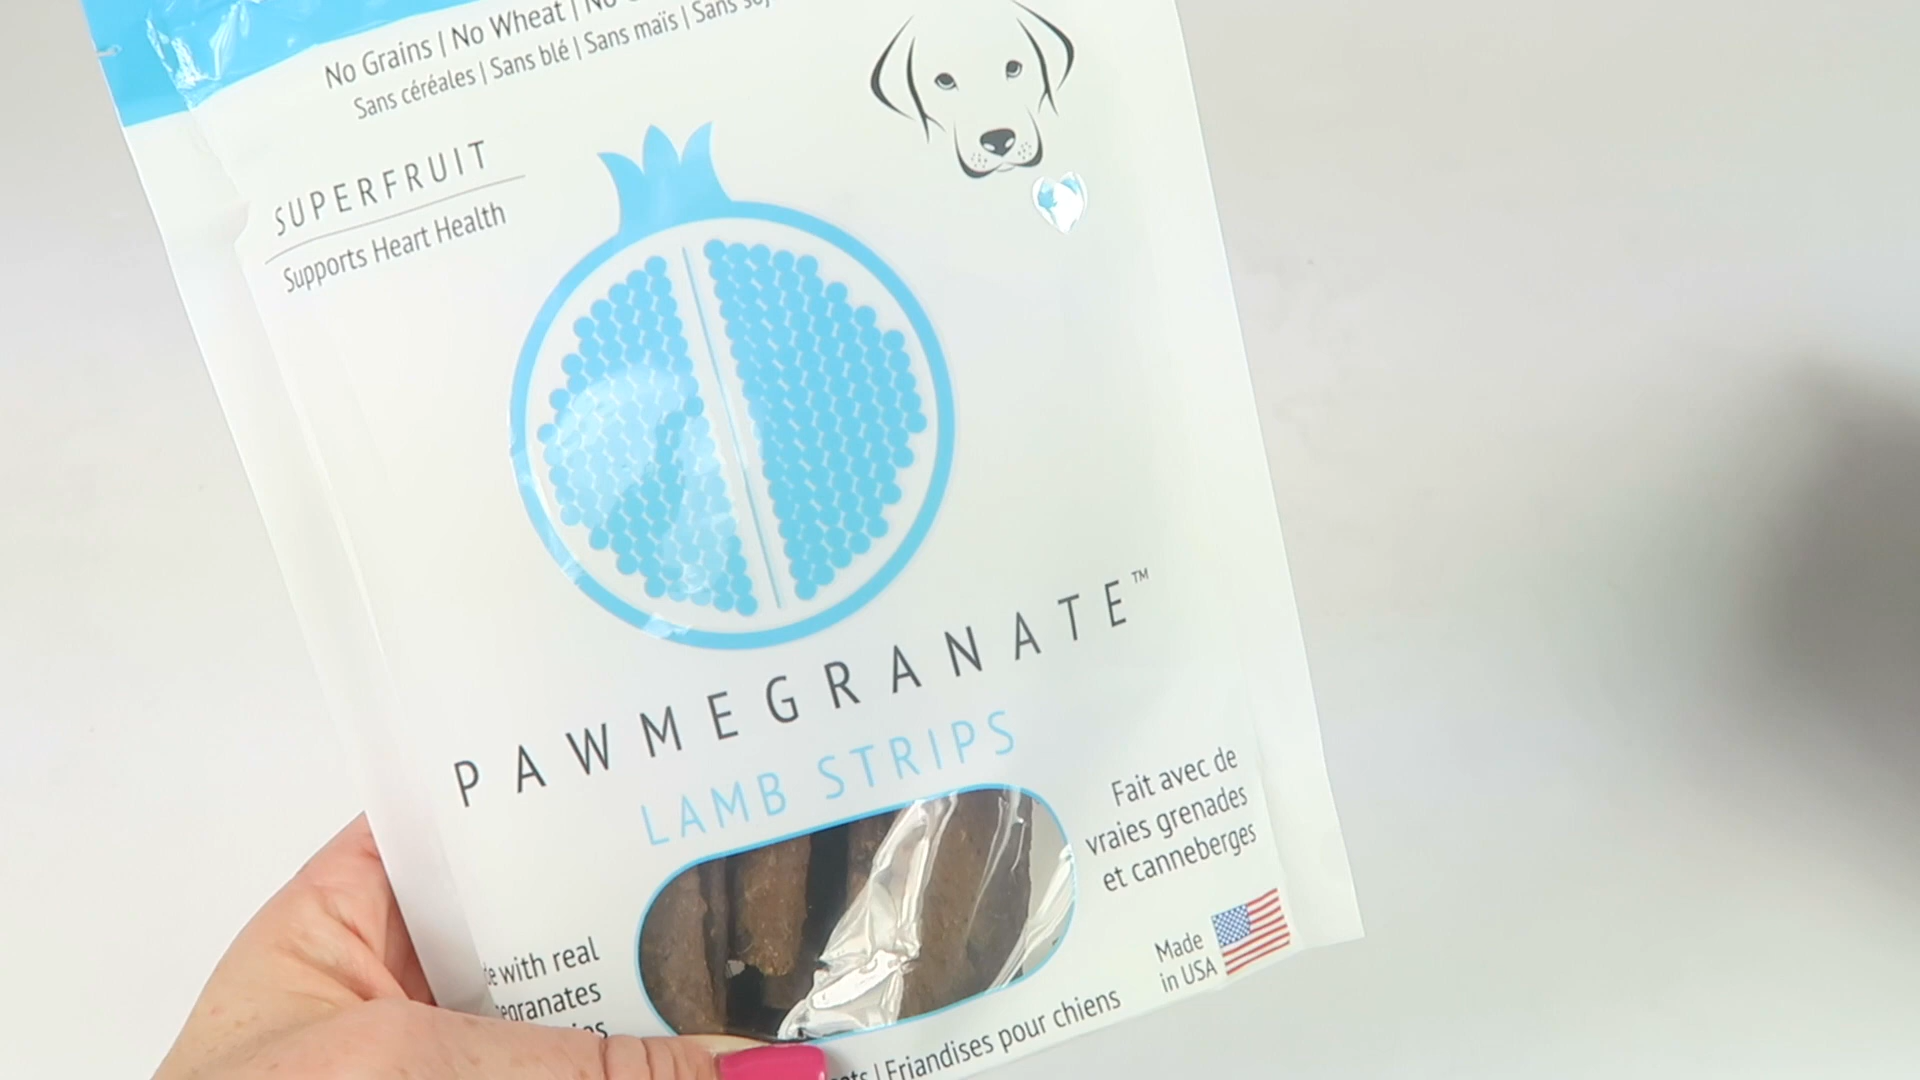 No Grains | No Wheat |
Sans céréales | Sans blé | Sans maïs | Sans
SUPERFRUIT
Supports Heart Health
PAWMEGRANATE™
LAMB STRIPS
Fait avec de
vraies grenades
et canneberges
with real
Made
in USA
| Friandises pour chiens